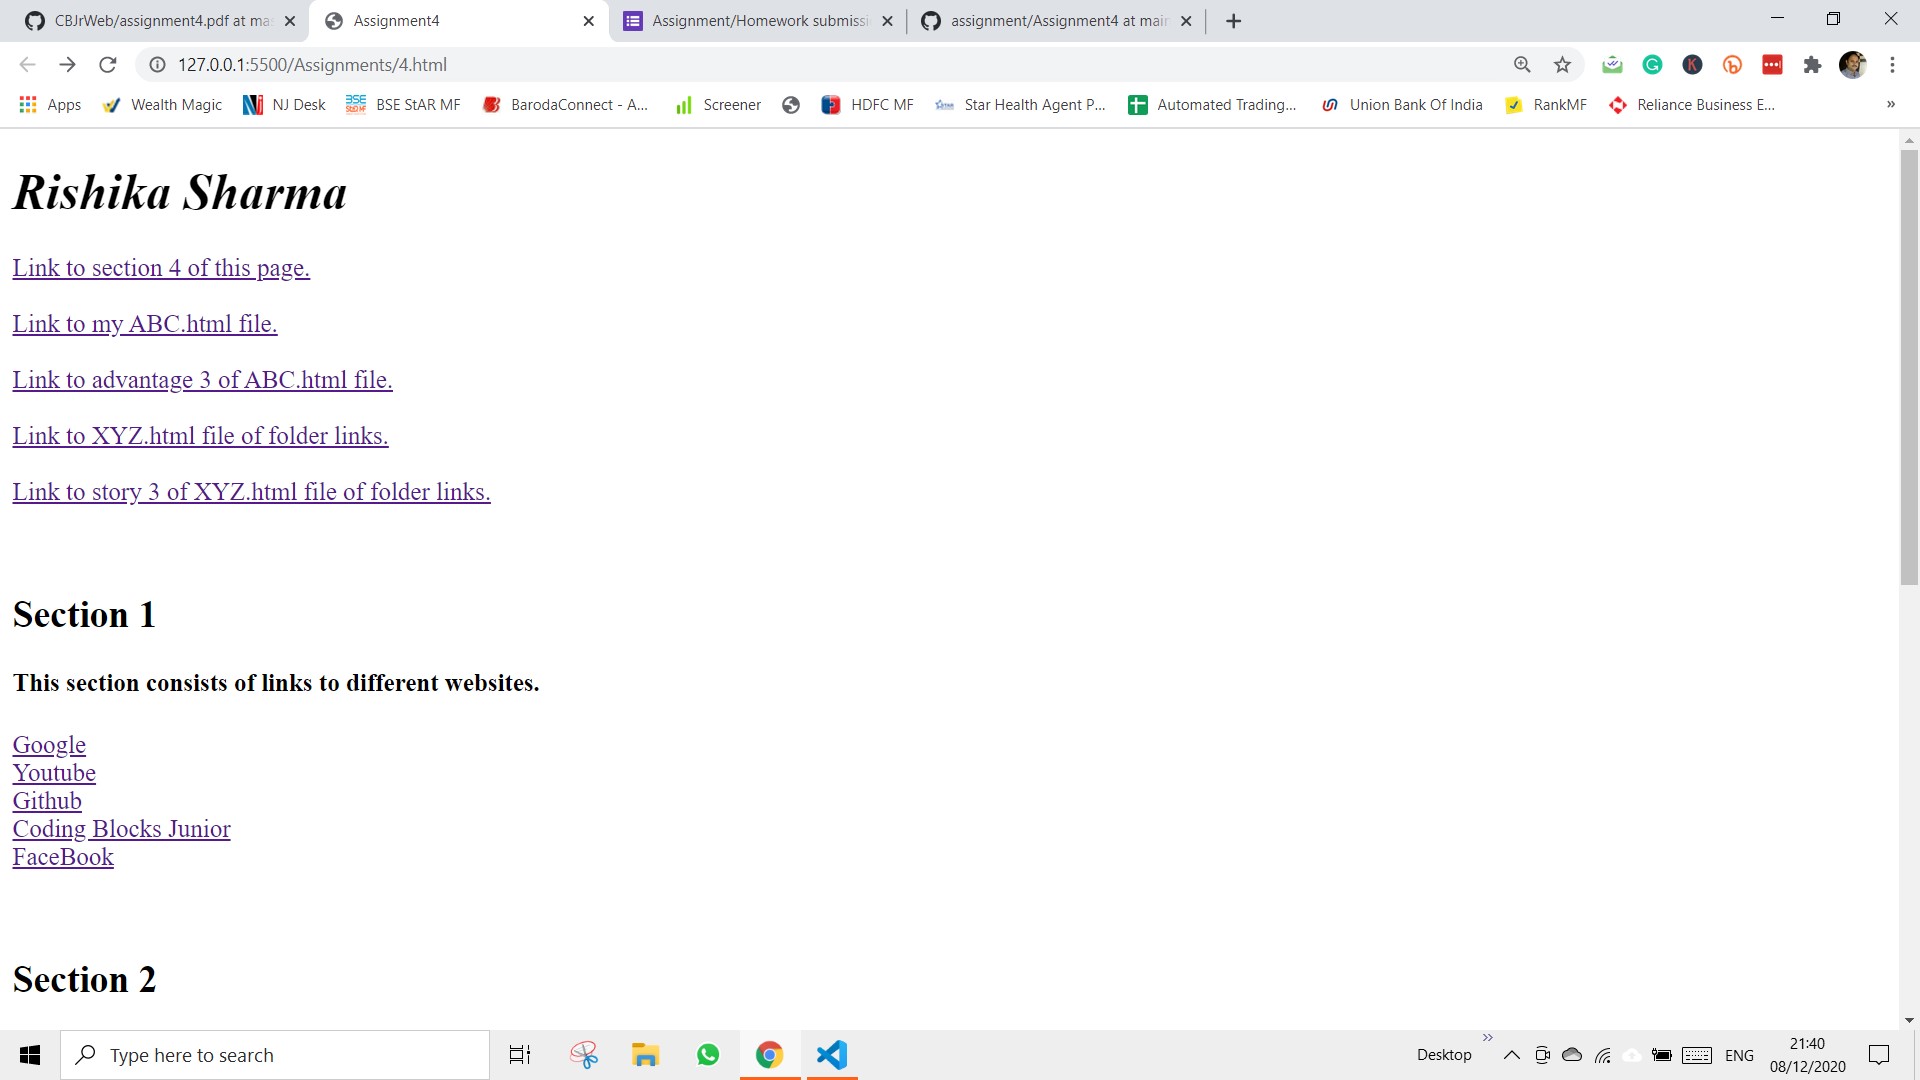 CBJrWeb/assignment4.pdf at mas
Assignment4
Assignment/Homework submissi
assignment/Assignment4 at main
127.0.0.1:5500/Assignments/4.html
Apps
Wealth Magic
NJ Desk
BSE StAR MF
BarodaConnect - A...
Screener
HDFC MF
Star Health Agent P...
Automated Trading...
Union Bank Of India
RankMF
Reliance Business E...
»
Rishika Sharma
Link to section 4 of this page.
Link to my ABC.html file.
Link to advantage 3 of ABC.html file.
Link to XYZ.html file of folder links.
Link to story 3 of XYZ.html file of folder links.
Section 1
This section consists of links to different websites.
Google
Youtube
Github
Coding Blocks Junior
FaceBook
Section 2
Type here to search
Desktop
»
ENG
21:40
08/12/2020